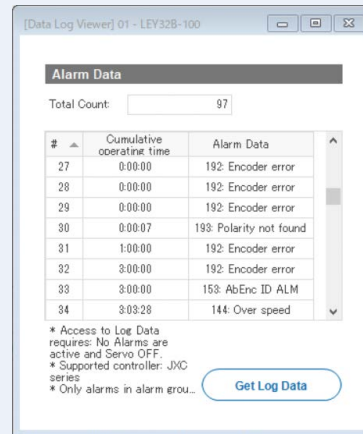 [Data Log Viewer] 01 - LEY32B-100
Alarm Data
Total Count: 97
# Cumulative operating time Alarm Data
27 0:00:00 192: Encoder error
28 0:00:00 192: Encoder error
29 0:00:00 192: Encoder error
30 0:00:07 193: Polarity not found
31 1:00:00 192: Encoder error
32 3:00:00 192: Encoder error
33 3:00:00 153: AbEnc ID ALM
34 3:03:28 144: Over speed
* Access to Log Data
requires: No Alarms are
active and Servo OFF.
* Supported controller: JXC
series
* Only alarms in alarm grou...
Get Log Data